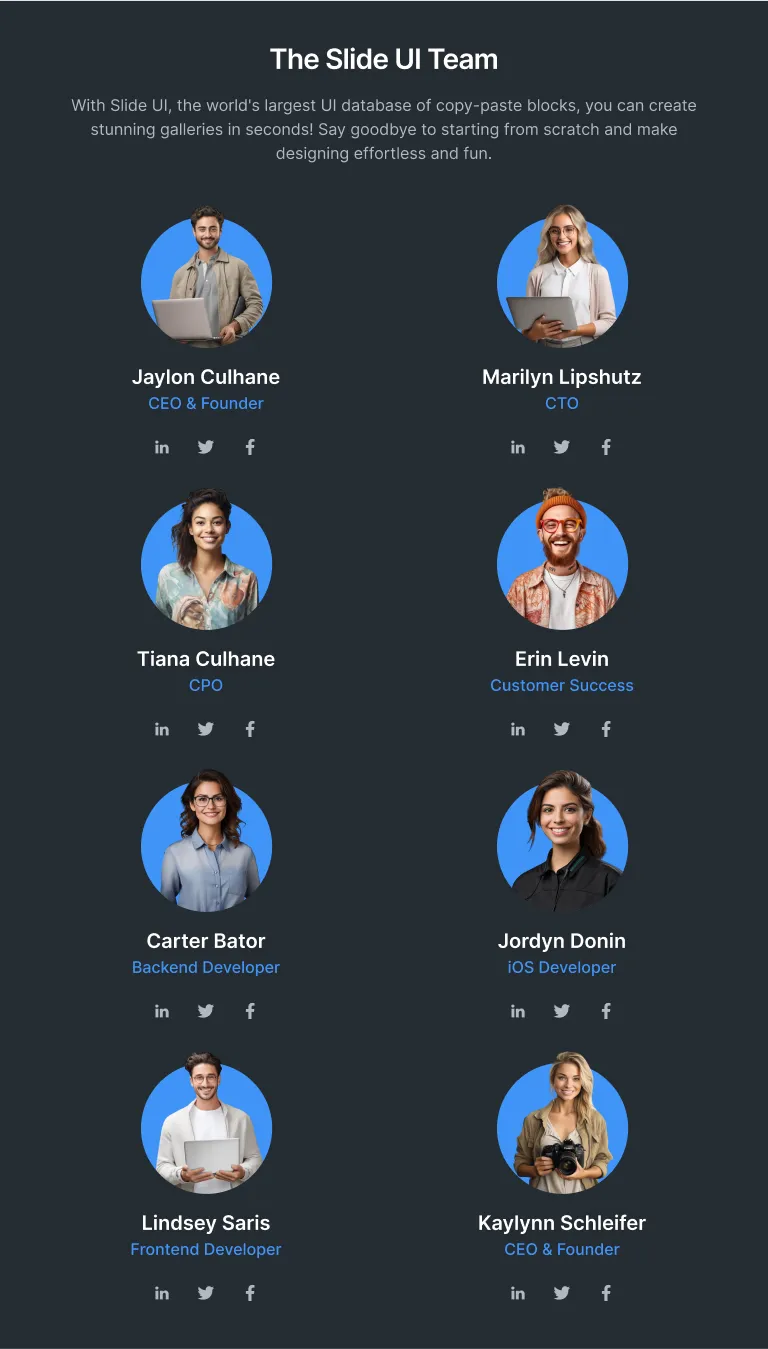 The Slide UI Team
With Slide UI, the world's largest UI database of copy-paste blocks, you can create
stunning galleries in seconds! Say goodbye to starting from scratch and make
designing effortless and fun.
Jaylon Culhane
CEO & Founder
in
Marilyn Lipshutz
CTO
in
Tiana Culhane
CPO
in
Erin Levin
Customer Success
in
Carter Bator
Backend Developer
in
Jordyn Donin
iOS Developer
in
Lindsey Saris
Frontend Developer
in
Kaylynn Schleifer
CEO & Founder
in